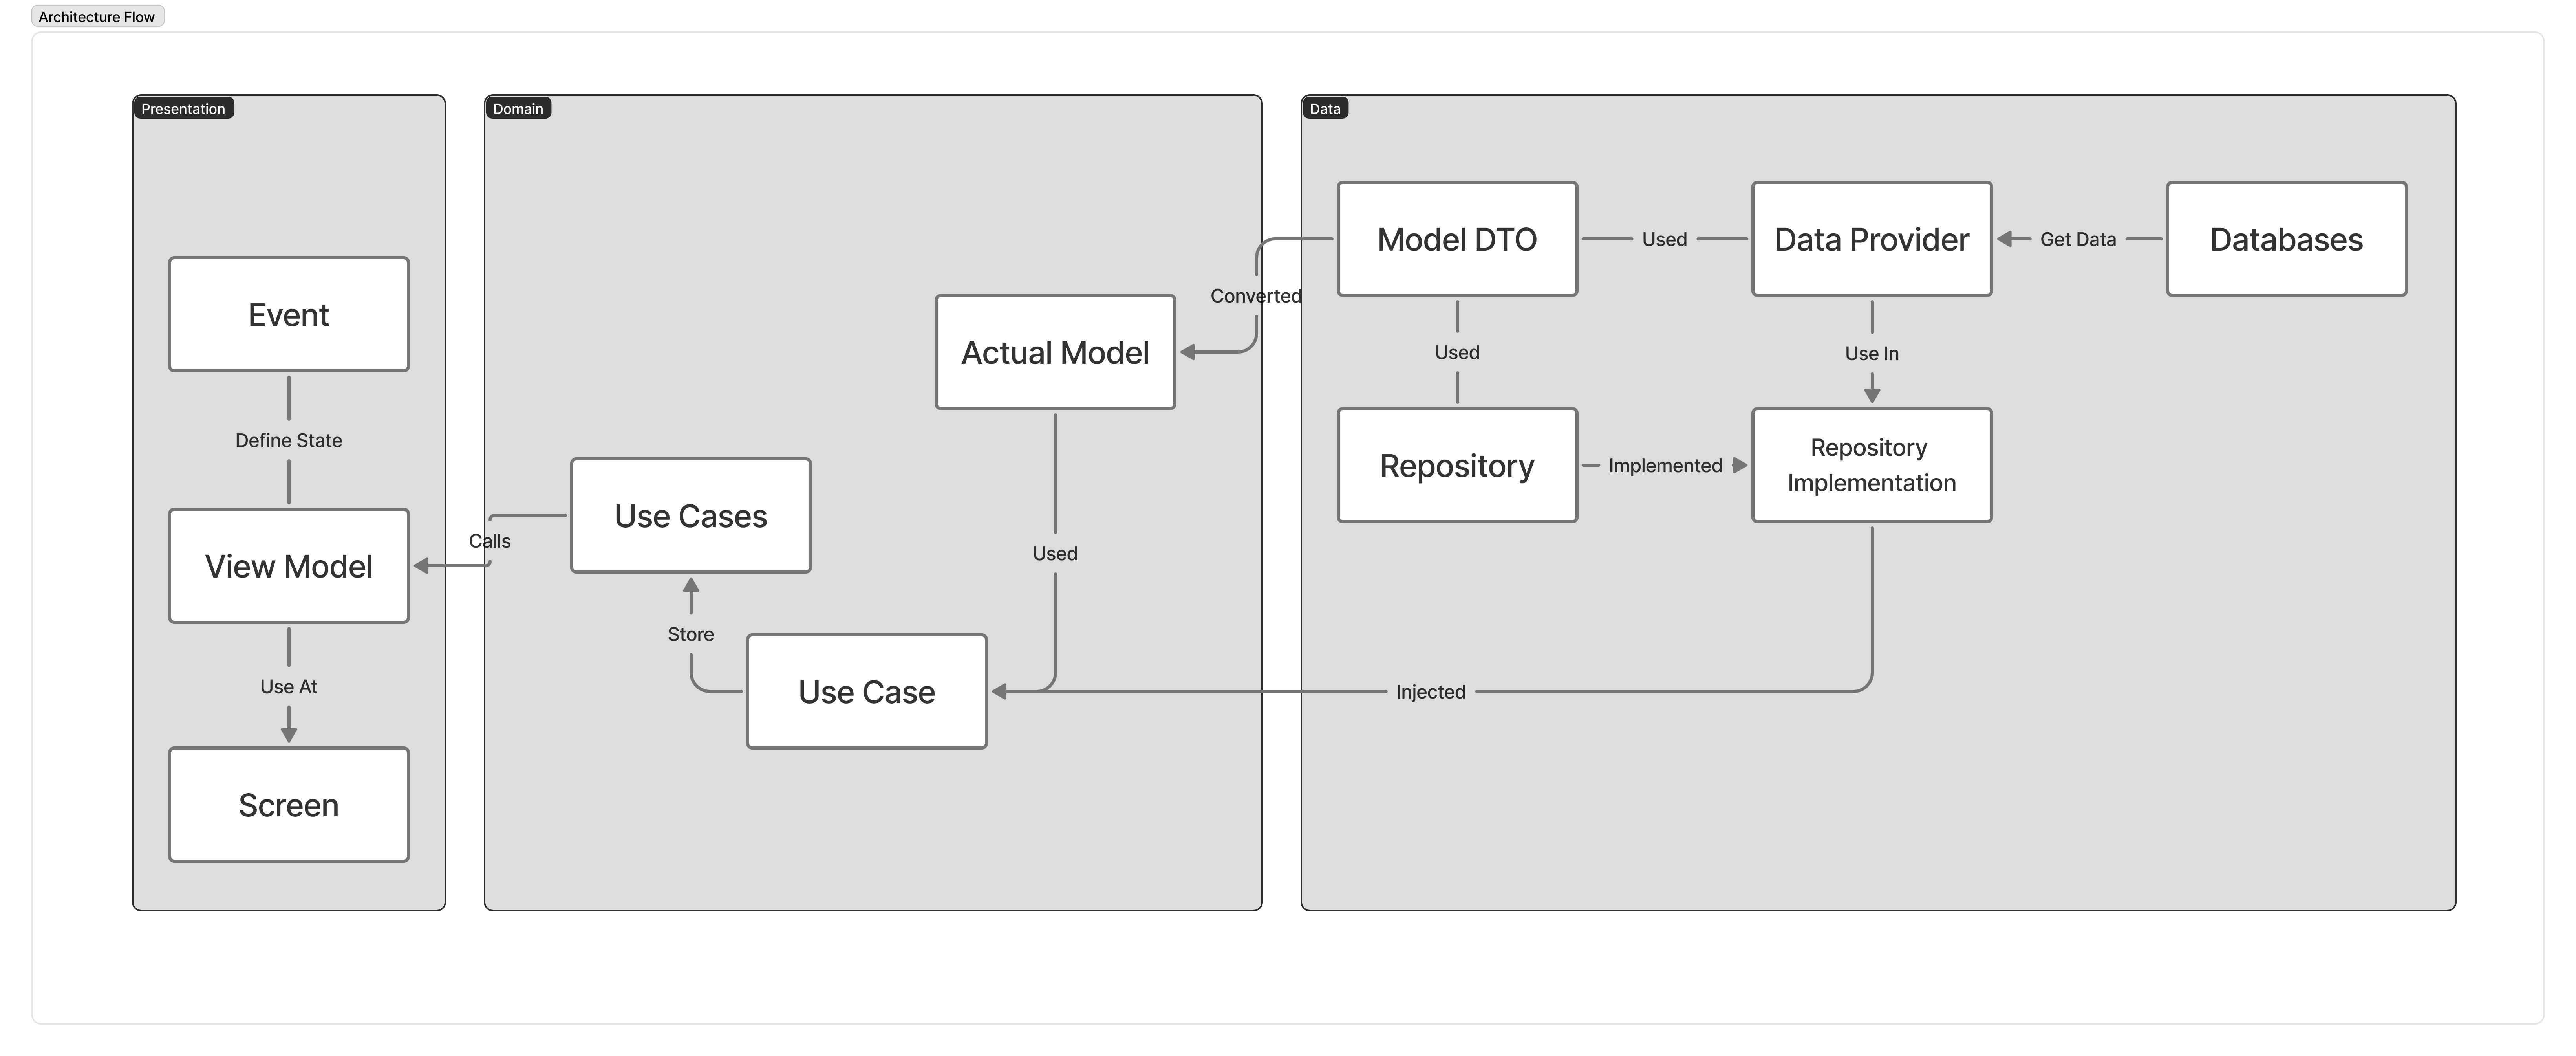 Architecture Flow
Presentation
Event
Define State
View Model
Use At
Screen
Calls
Domain
Use Cases
Store
Use Case
Actual Model
Used
Converted
Data
Model DTO
Used
Data Provider
Get Data
Databases
Used
Use In
Repository
Implemented
Repository
Implementation
Injected